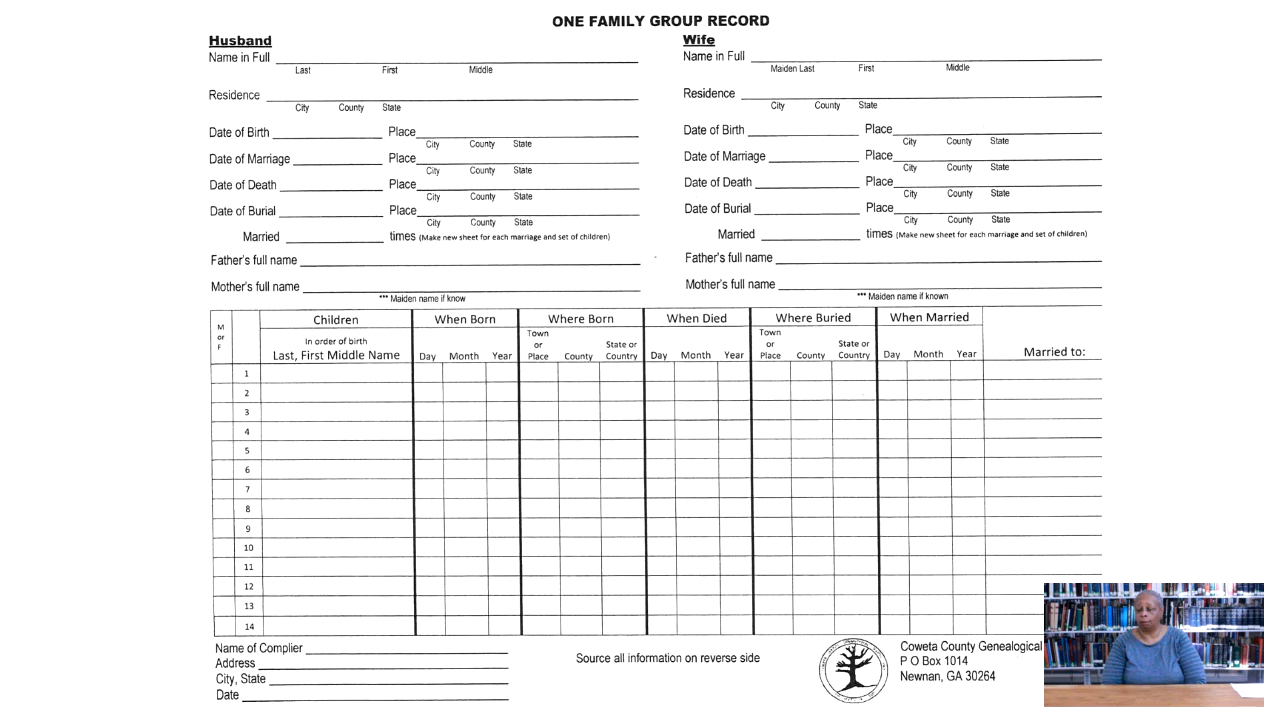 ONE FAMILY GROUP RECORD
Husband
Name in Full
Last First Middle
Residence
City County State
Date of Birth Place
City County State
Date of Marriage Place
City County State
Date of Death Place
City County State
Date of Burial Place
City County State
Married times (Make new sheet for each marriage and set of children)
Father's full name
Mother's full name
*** Maiden name if know
Wife
Name in Full
Maiden Last First Middle
Residence
City County State
Date of Birth Place
City County State
Date of Marriage Place
City County State
Date of Death Place
City County State
Date of Burial Place
City County State
Married times (Make new sheet for each marriage and set of children)
Father's full name
Mother's full name
*** Maiden name if known
M or F
Children
In order of birth
Last, First Middle Name
When Born
Day Month Year
Where Born
Town or Place County State or Country
When Died
Day Month Year
Where Buried
Town or Place County State or Country
When Married
Day Month Year
Married to:
1
2
3
4
5
6
7
8
9
10
11
12
13
14
Name of Complier
Address
City, State
Date
Source all information on reverse side
Coweta County Genealogical
P O Box 1014
Newnan, GA 30264